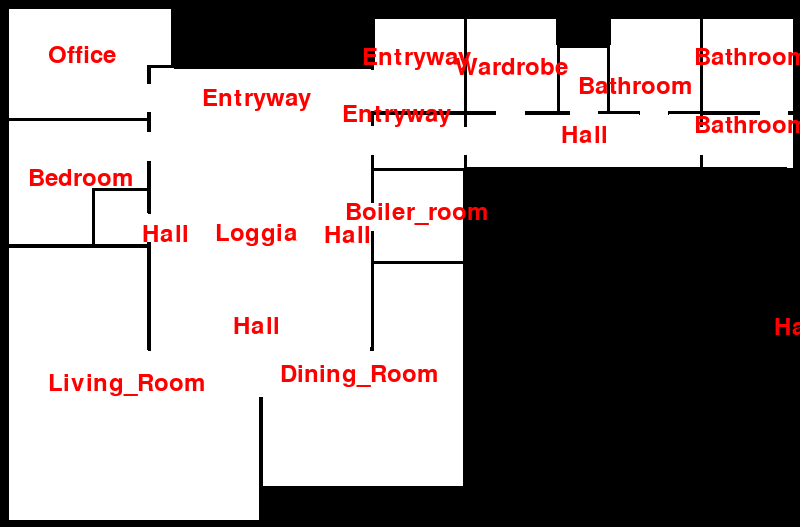 Office
Entryway
Wardrobe
Bathroom
Bathroom
Entryway
Entryway
Bathroom
Hall
Bedroom
Boiler_room
Hall
Loggia
Hall
Hall
Ha
Living_Room
Dining_Room